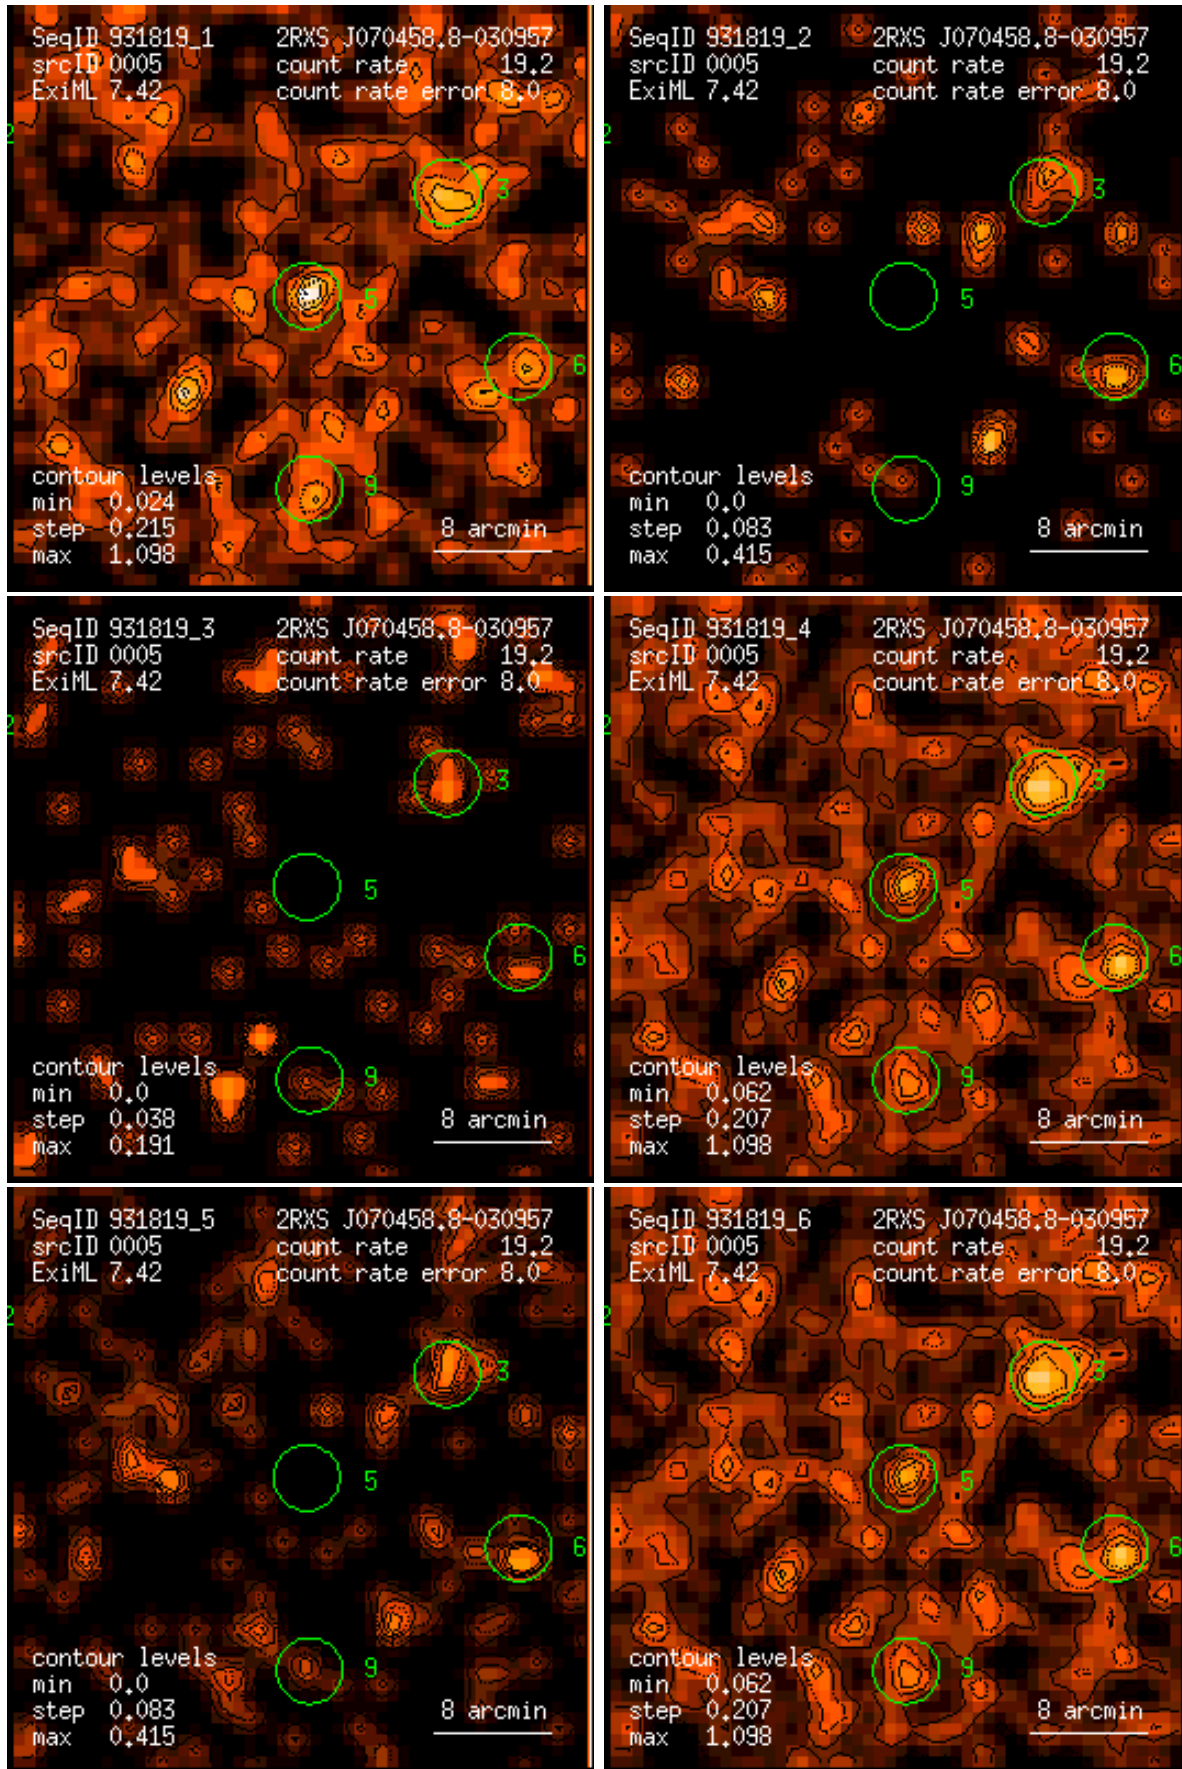 SeqID 931819_1 2RXS J070458.8-030957
srcID 0005 count rate 19.2
ExiML 7.42 count rate error 8.0
2
3
5
6
9
contour levels
min 0.024
step 0.215
max 1.098
8 arcmin
SeqID 931819_2 2RXS J070458.8-030957
srcID 0005 count rate 19.2
ExiML 7.42 count rate error 8.0
2
3
5
6
9
contour levels
min 0.0
step 0.083
max 0.415
8 arcmin
SeqID 931819_3 2RXS J070458.8-030957
srcID 0005 count rate 19.2
ExiML 7.42 count rate error 8.0
2
3
5
6
9
contour levels
min 0.0
step 0.038
max 0.191
8 arcmin
SeqID 931819_4 2RXS J070458.8-030957
srcID 0005 count rate 19.2
ExiML 7.42 count rate error 8.0
2
3
5
6
9
contour levels
min 0.062
step 0.207
max 1.098
8 arcmin
SeqID 931819_5 2RXS J070458.8-030957
srcID 0005 count rate 19.2
ExiML 7.42 count rate error 8.0
2
3
5
6
9
contour levels
min 0.0
step 0.083
max 0.415
8 arcmin
SeqID 931819_6 2RXS J070458.8-030957
srcID 0005 count rate 19.2
ExiML 7.42 count rate error 8.0
2
3
5
6
9
contour levels
min 0.062
step 0.207
max 1.098
8 arcmin